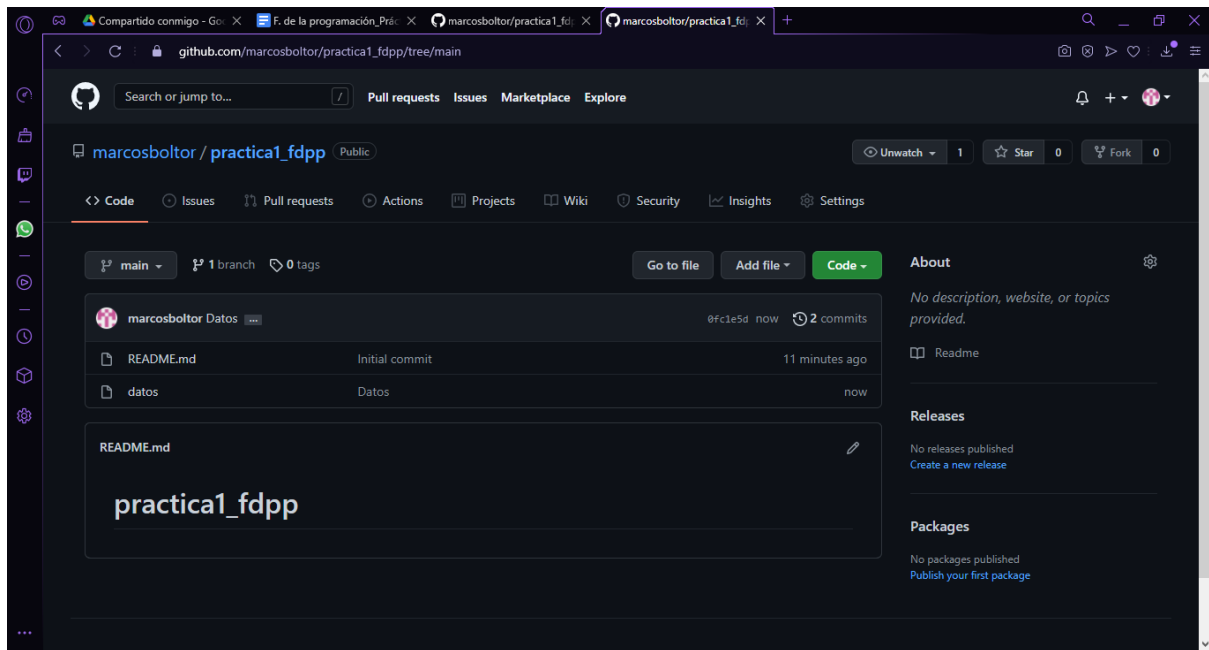 Compartido conmigo - Goo
F. de la programación_Prác
marcosboltor/practica1_fdp
marcosboltor/practica1_fdp
github.com/marcosboltor/practica1_fdpp/tree/main
Search or jump to... /
Pull requests Issues Marketplace Explore
marcosboltor / practica1_fdpp Public
Unwatch 1 Star 0 Fork 0
<> Code Issues Pull requests Actions Projects Wiki Security Insights Settings
main 1 branch 0 tags Go to file Add file Code
marcosboltor Datos ... 0fc1e5d now 2 commits
README.md Initial commit 11 minutes ago
datos Datos now
README.md
practica1_fdpp
About
No description, website, or topics
provided.
Readme
Releases
No releases published
Create a new release
Packages
No packages published
Publish your first package